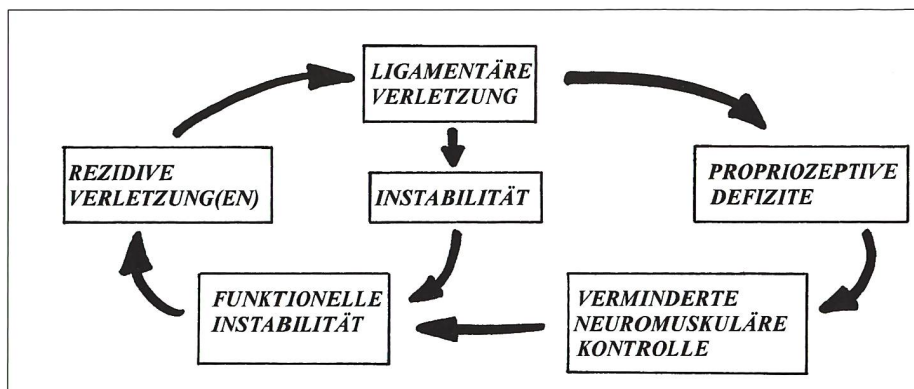 LIGAMENTÄRE
VERLETZUNG
REZIDIVE
VERLETZUNG(EN)
INSTABILITÄT
PROPRIOZEPTIVE
DEFIZITE
FUNKTIONELLE
INSTABILITÄT
VERMINDERTE
NEUROMUSKULÄRE
KONTROLLE